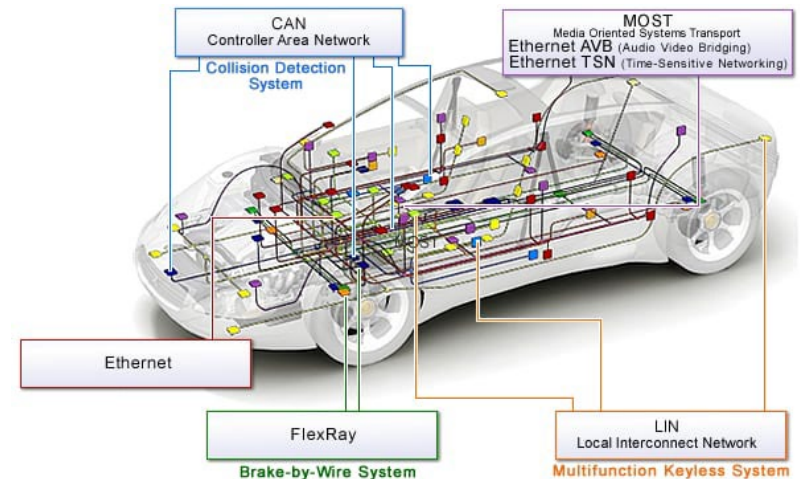 CAN
Controller Area Network
Collision Detection
System
MOST
Media Oriented Systems Transport
Ethernet AVB (Audio Video Bridging)
Ethernet TSN (Time-Sensitive Networking)
MOST
Ethernet
FlexRay
Brake-by-Wire System
LIN
Local Interconnect Network
Multifunction Keyless System